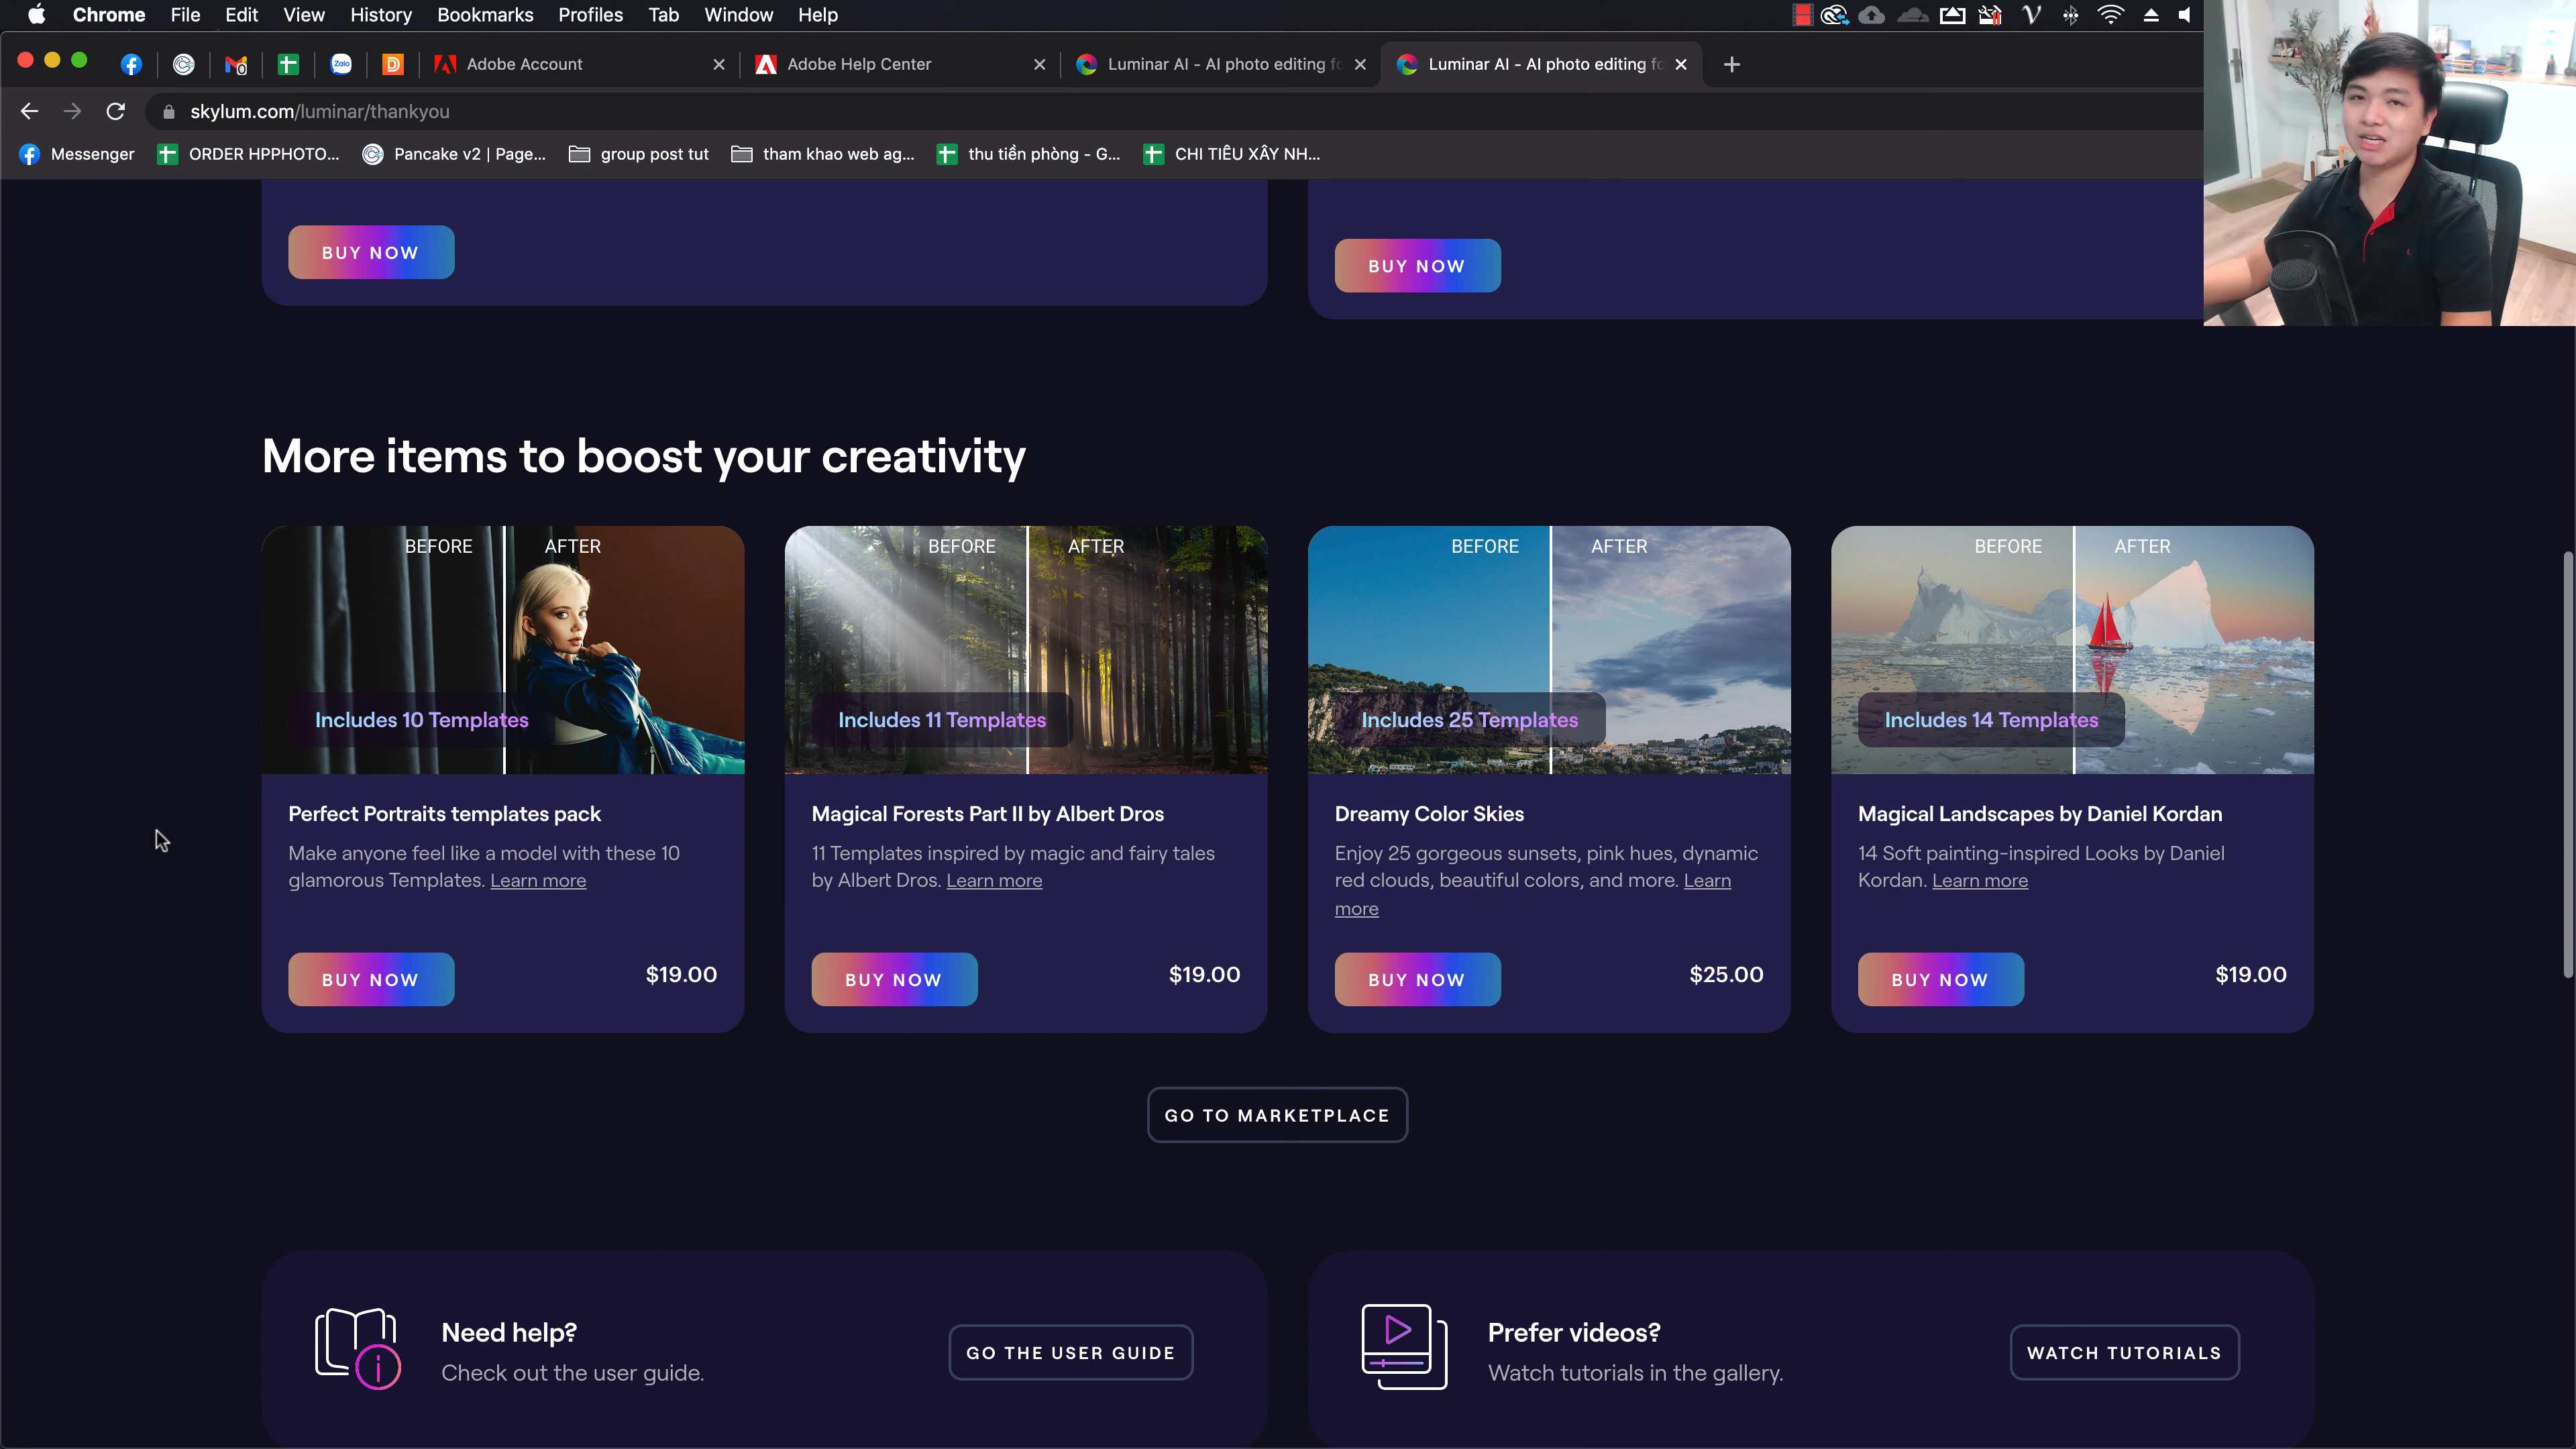 Chrome File Edit View History Bookmarks Profiles Tab Window Help
Zalo
Adobe Account
Adobe Help Center
Luminar AI - AI photo editing fo
Luminar AI - AI photo editing fo
skylum.com/luminar/thankyou
Messenger
ORDER HPPHOTO...
Pancake v2 | Page...
group post tut
tham khao web ag...
thu tiền phòng - G...
CHI TIÊU XÂY NH...
BUY NOW
BUY NOW
More items to boost your creativity
BEFORE AFTER
Includes 10 Templates
Perfect Portraits templates pack
Make anyone feel like a model with these 10
glamorous Templates. Learn more
BUY NOW $19.00
BEFORE AFTER
Includes 11 Templates
Magical Forests Part II by Albert Dros
11 Templates inspired by magic and fairy tales
by Albert Dros. Learn more
BUY NOW $19.00
BEFORE AFTER
Includes 25 Templates
Dreamy Color Skies
Enjoy 25 gorgeous sunsets, pink hues, dynamic
red clouds, beautiful colors, and more. Learn
more
BUY NOW $25.00
BEFORE AFTER
Includes 14 Templates
Magical Landscapes by Daniel Kordan
14 Soft painting-inspired Looks by Daniel
Kordan. Learn more
BUY NOW $19.00
GO TO MARKETPLACE
Need help?
Check out the user guide.
GO THE USER GUIDE
Prefer videos?
Watch tutorials in the gallery.
WATCH TUTORIALS